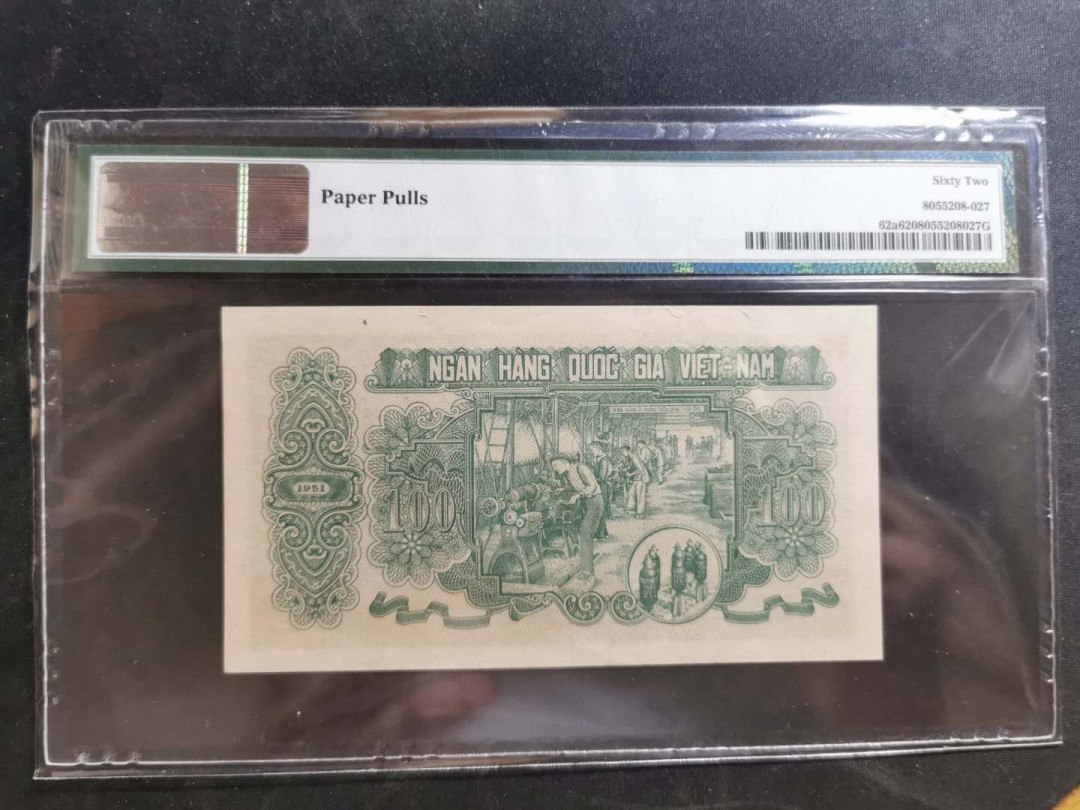 Paper Pulls
Sixty Two
8055208-027
62a6208055208027G
NGÂN HÀNG QUỐC GIA VIỆT-NAM
1951
100
100